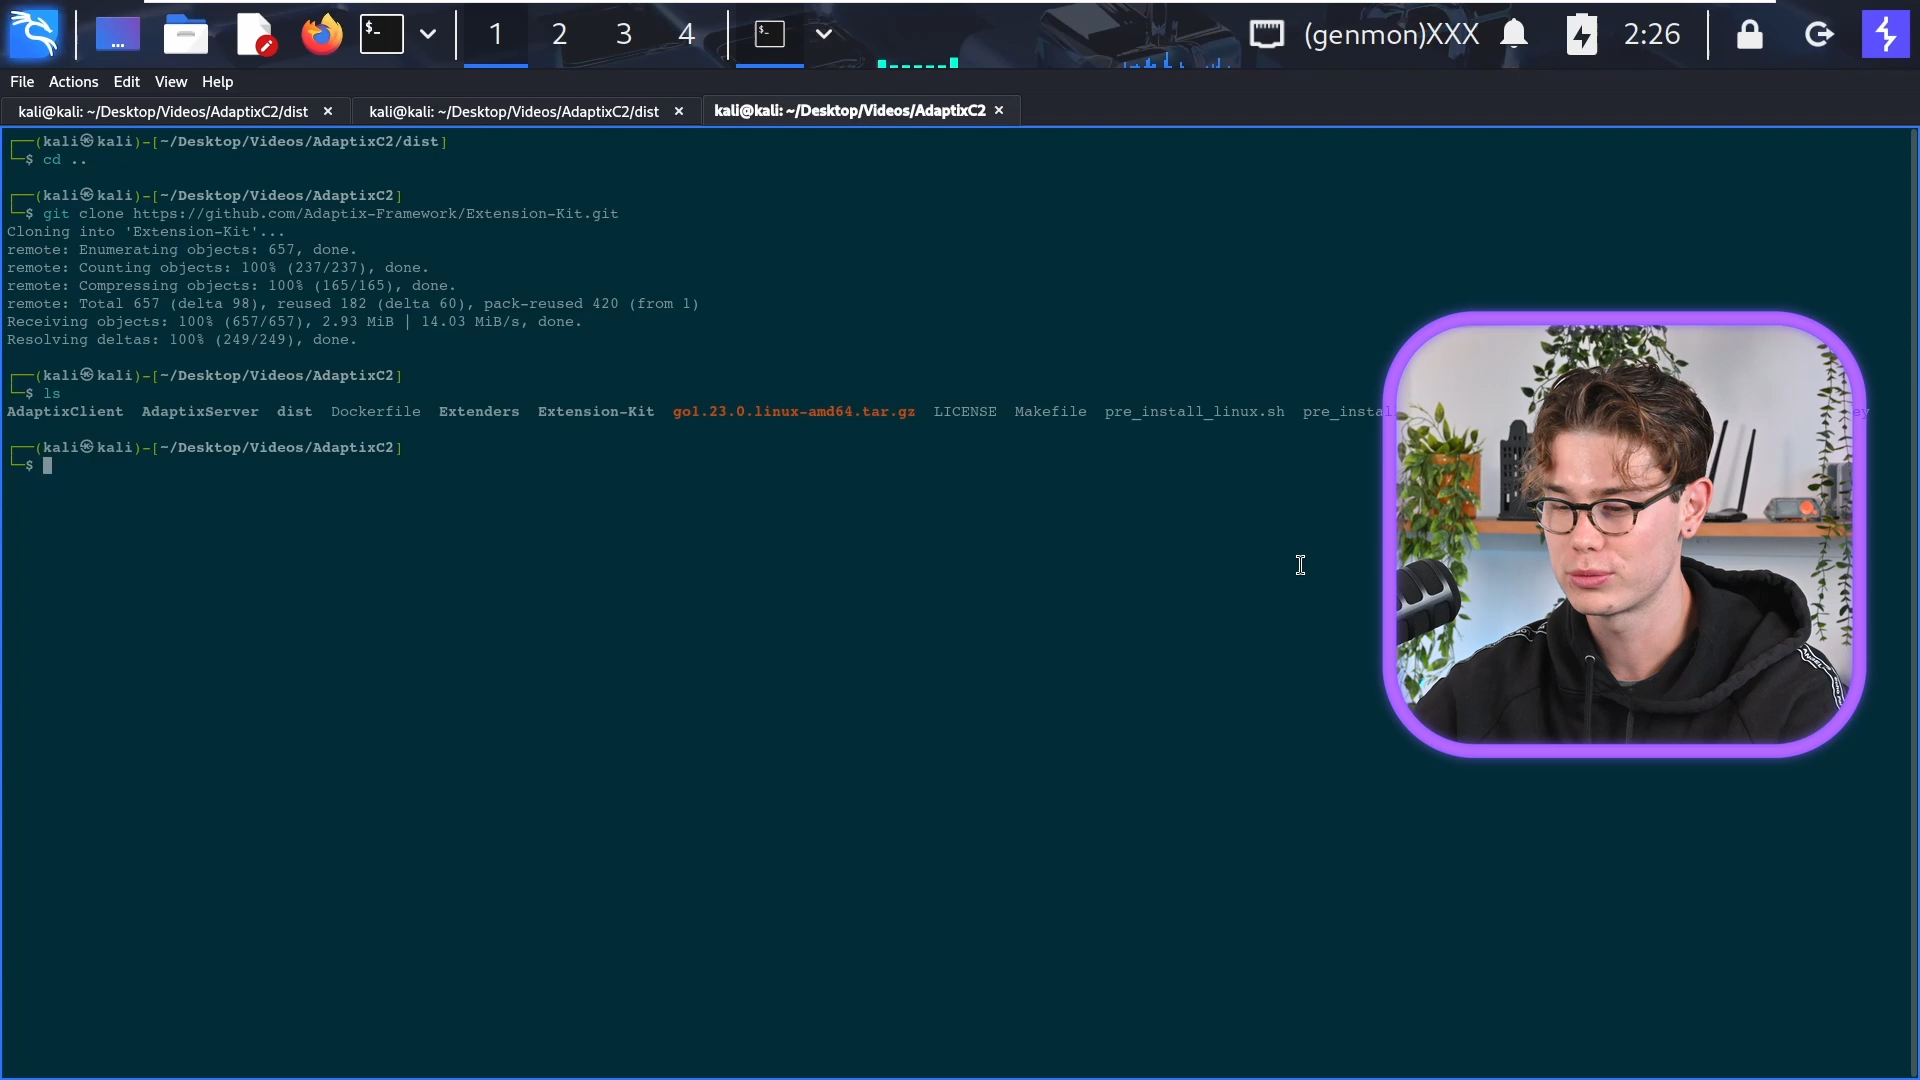 1 2 3 4 (genmon)XXX 2:26
File Actions Edit View Help
kali@kali: ~/Desktop/Videos/AdaptixC2/dist × kali@kali: ~/Desktop/Videos/AdaptixC2/dist × kali@kali: ~/Desktop/Videos/AdaptixC2 ×
┌──(kali㉿kali)-[~/Desktop/Videos/AdaptixC2/dist]
└─$ cd ..
┌──(kali㉿kali)-[~/Desktop/Videos/AdaptixC2]
└─$ git clone https://github.com/Adaptix-Framework/Extension-Kit.git
Cloning into 'Extension-Kit'...
remote: Enumerating objects: 657, done.
remote: Counting objects: 100% (237/237), done.
remote: Compressing objects: 100% (165/165), done.
remote: Total 657 (delta 98), reused 182 (delta 60), pack-reused 420 (from 1)
Receiving objects: 100% (657/657), 2.93 MiB | 14.03 MiB/s, done.
Resolving deltas: 100% (249/249), done.
┌──(kali㉿kali)-[~/Desktop/Videos/AdaptixC2]
└─$ ls
AdaptixClient AdaptixServer dist Dockerfile Extenders Extension-Kit go1.23.0.linux-amd64.tar.gz LICENSE Makefile pre_install_linux.sh pre_instal
┌──(kali㉿kali)-[~/Desktop/Videos/AdaptixC2]
└─$